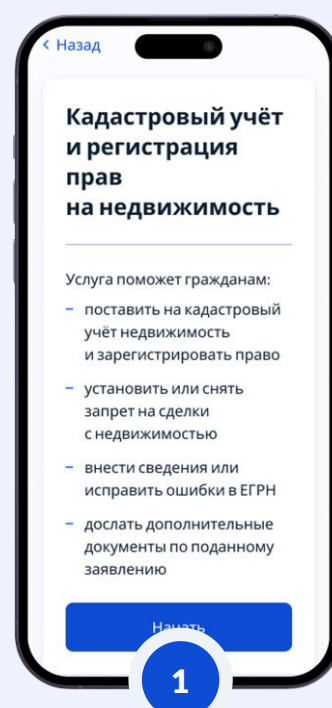 < Назад
Кадастровый учёт
и регистрация
прав
на недвижимость
Услуга поможет гражданам:
– поставить на кадастровый
учёт недвижимость
и зарегистрировать право
– установить или снять
запрет на сделки
с недвижимостью
– внести сведения или
исправить ошибки в ЕГРН
– дослать дополнительные
документы по поданному
заявлению
Начать
1